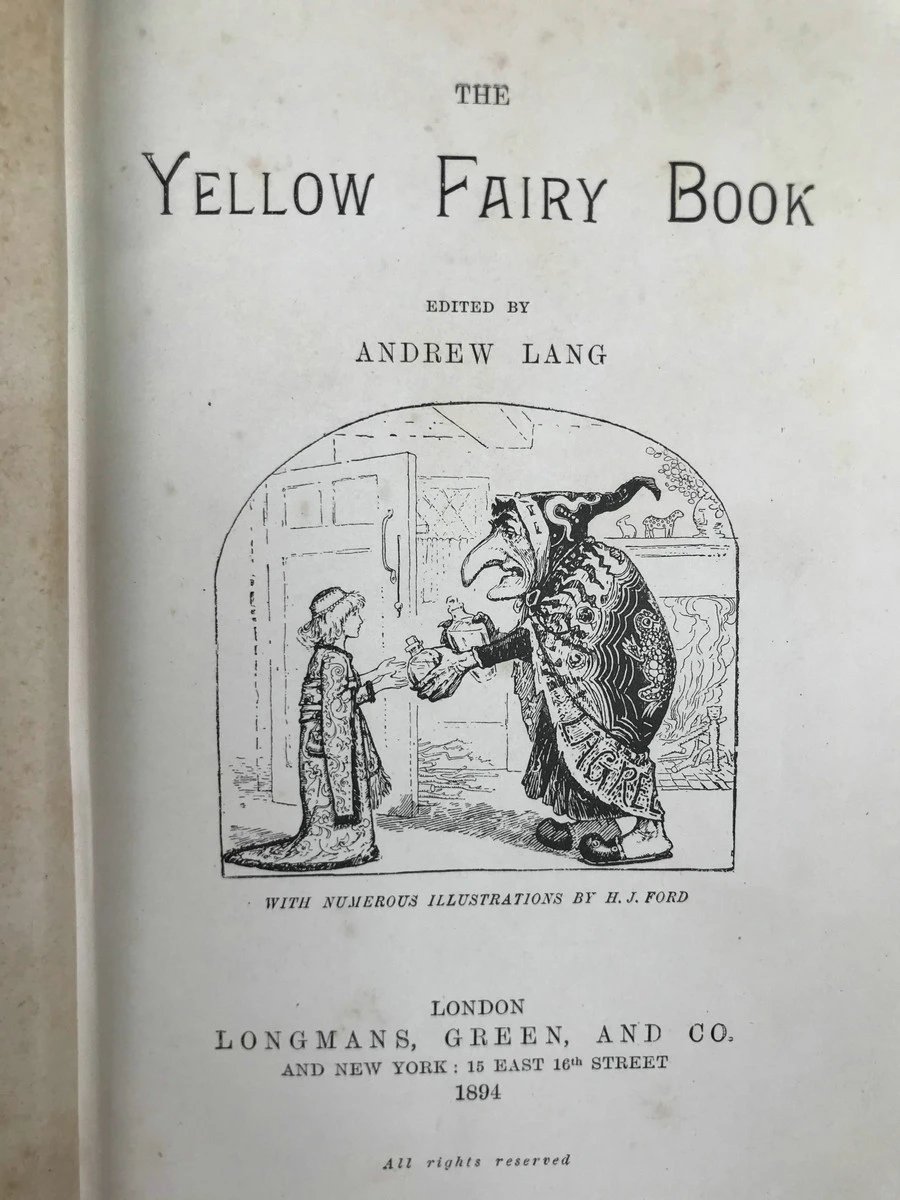 THE
YELLOW FAIRY BOOK
EDITED BY
ANDREW LANG
WITH NUMEROUS ILLUSTRATIONS BY H. J. FORD
LONDON
LONGMANS, GREEN, AND CO.
AND NEW YORK : 15 EAST 16th STREET
1894
All rights reserved